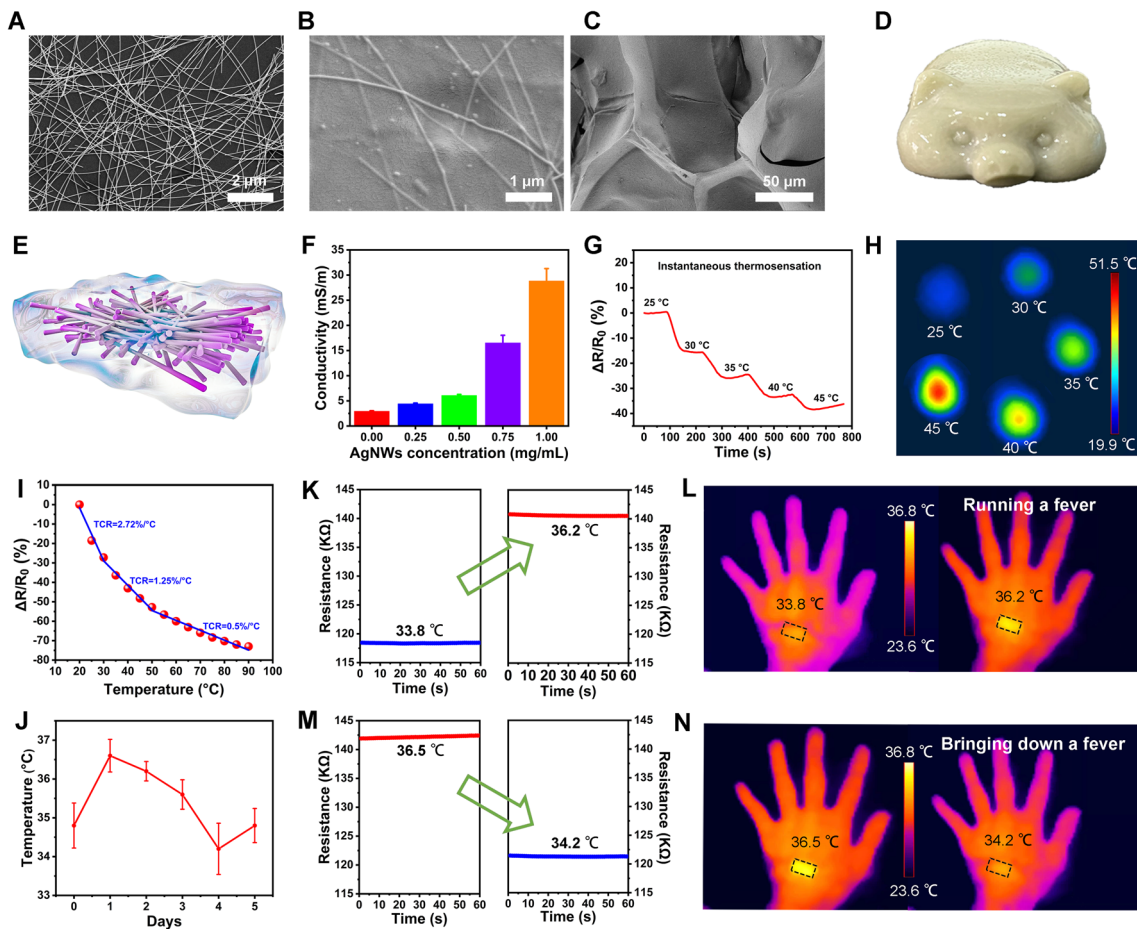 A
2 μm
B
1 μm
C
50 μm
D
E
F
Conductivity (mS/m)
35
30
25
20
15
10
5
0
0.00 0.25 0.50 0.75 1.00
AgNWs concentration (mg/mL)
G
Instantaneous thermosensation
ΔR/R0 (%)
10
0
-10
-20
-30
-40
25 °C
30 °C
35 °C
40 °C
45 °C
0 100 200 300 400 500 600 700 800
Time (s)
H
51.5 ℃
30 ℃
25 ℃
35 ℃
45 ℃
40 ℃
19.9 ℃
I
ΔR/R0 (%)
10
0
-10
-20
-30
-40
-50
-60
-70
-80
TCR=2.72%/°C
TCR=1.25%/°C
TCR=0.5%/°C
10 20 30 40 50 60 70 80 90 100
Temperature (°C)
J
Temperature (°C)
37
36
35
34
33
0 1 2 3 4 5
Days
K
Resistance (KΩ)
145
140
135
130
125
120
115
33.8 ℃
0 10 20 30 40 50 60
Time (s)
36.2 ℃
0 10 20 30 40 50 60
Time (s)
145
140
135
130
125
120
115
Resistance (KΩ)
L
Running a fever
36.8 ℃
33.8 ℃
36.2 ℃
23.6 ℃
M
Resistance (KΩ)
145
140
135
130
125
120
115
36.5 ℃
0 10 20 30 40 50 60
Time (s)
34.2 ℃
0 10 20 30 40 50 60
Time (s)
145
140
135
130
125
120
115
Resistance (KΩ)
N
Bringing down a fever
36.8 ℃
36.5 ℃
34.2 ℃
23.6 ℃